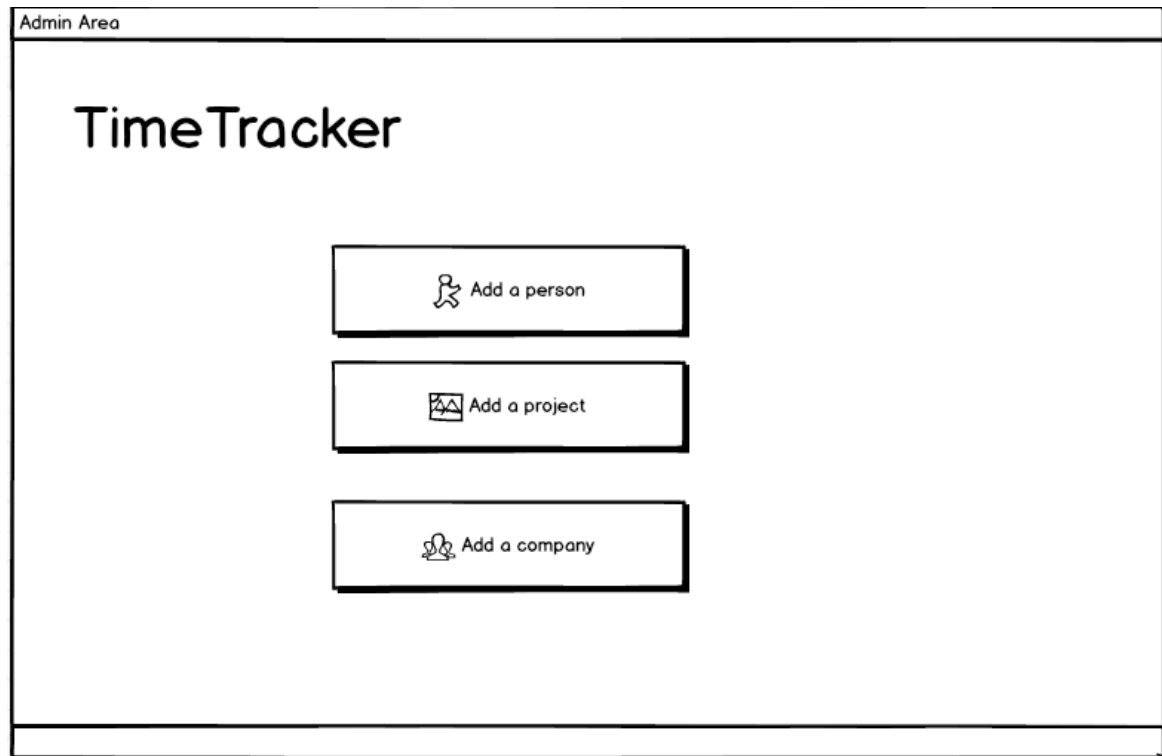 Admin Area
TimeTracker
Add a person
Add a project
Add a company